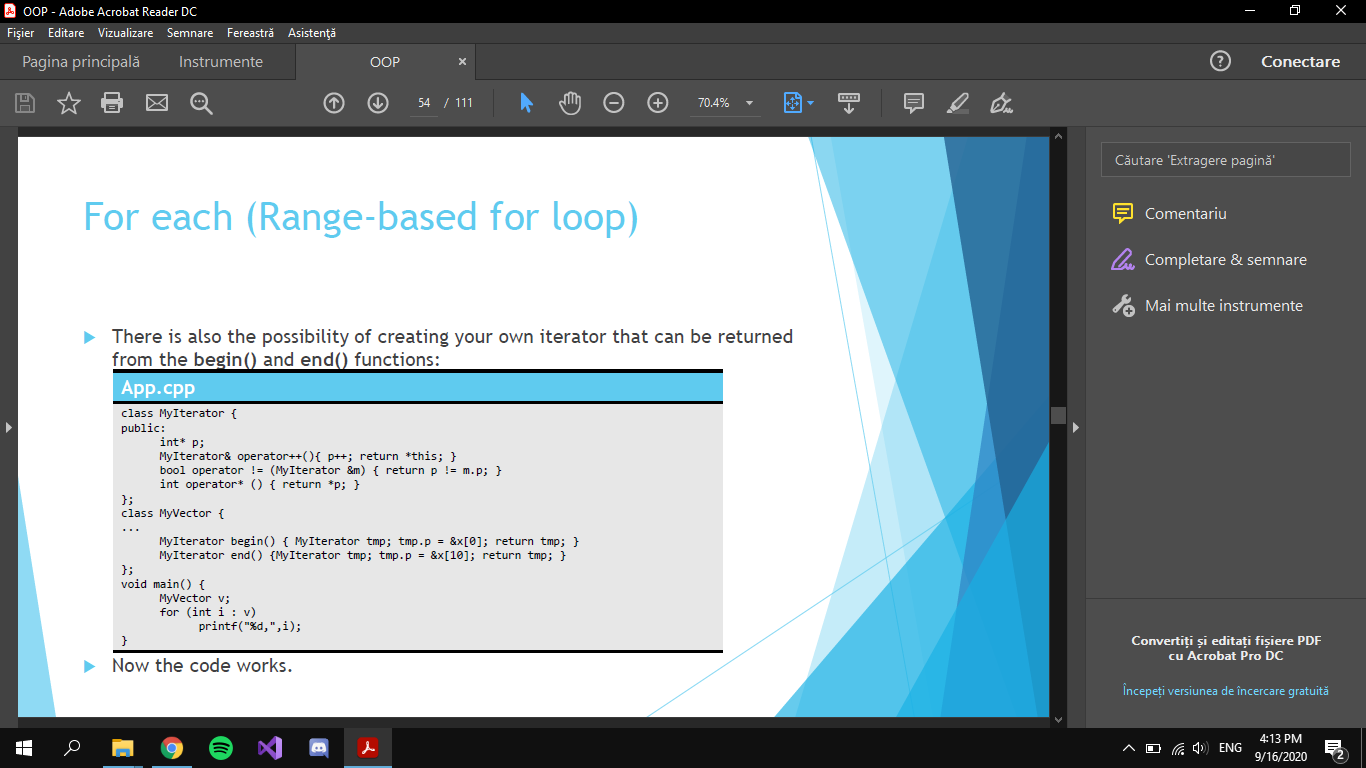 OOP - Adobe Acrobat Reader DC
Fișier Editare Vizualizare Semnare Fereastră Asistență
Pagina principală Instrumente OOP × ? Conectare
54 / 111 70.4%
For each (Range-based for loop)
There is also the possibility of creating your own iterator that can be returned
from the begin() and end() functions:
App.cpp
class MyIterator {
public:
int* p;
MyIterator& operator++(){ p++; return *this; }
bool operator != (MyIterator &m) { return p != m.p; }
int operator* () { return *p; }
};
class MyVector {
...
MyIterator begin() { MyIterator tmp; tmp.p = &x[0]; return tmp; }
MyIterator end() {MyIterator tmp; tmp.p = &x[10]; return tmp; }
};
void main() {
MyVector v;
for (int i : v)
printf("%d,",i);
}
Now the code works.
Căutare 'Extragere pagină'
Comentariu
Completare & semnare
Mai multe instrumente
Convertiți și editați fișiere PDF
cu Acrobat Pro DC
Începeți versiunea de încercare gratuită
ENG
4:13 PM
9/16/2020
2